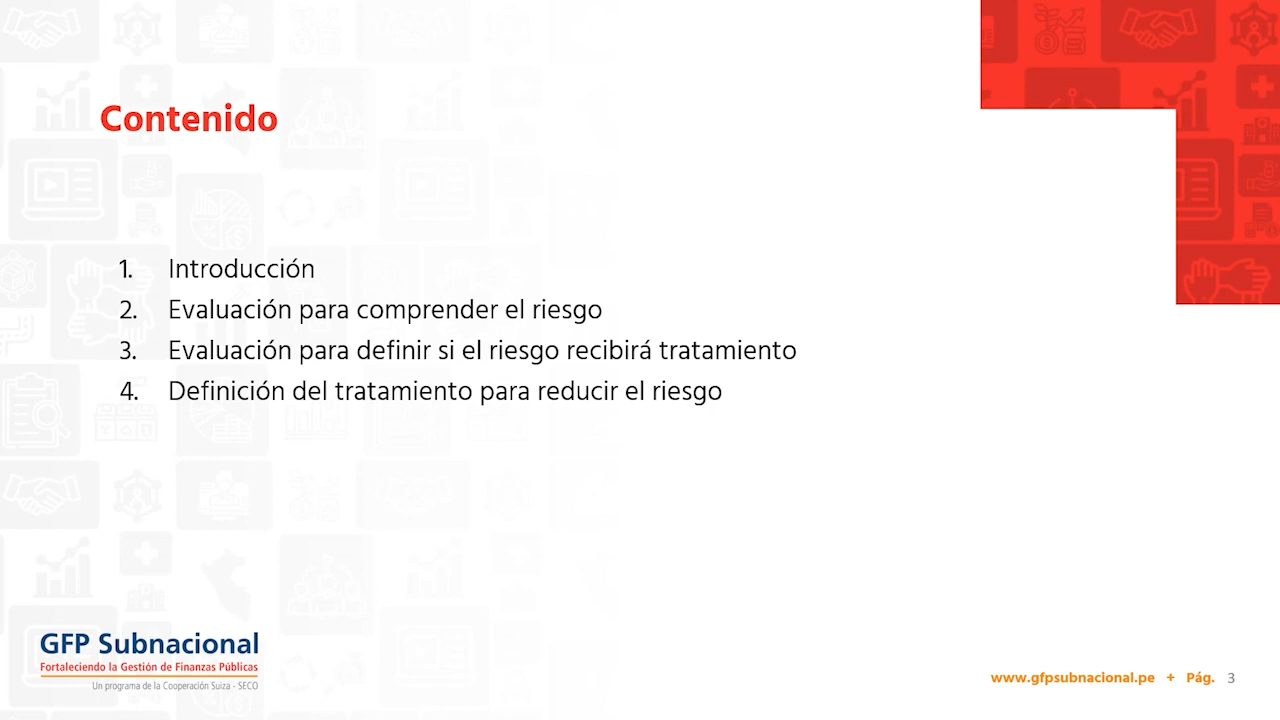 Contenido
1. Introducción
2. Evaluación para comprender el riesgo
3. Evaluación para definir si el riesgo recibirá tratamiento
4. Definición del tratamiento para reducir el riesgo
GFP Subnacional
Fortaleciendo la Gestión de Finanzas Públicas
Un programa de la Cooperación Suiza - SECO
www.gfpsubnacional.pe + Pág. 3